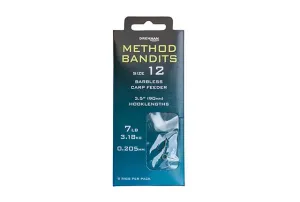 DRENNAN
METHOD
BANDITS
SIZE 12
BARBLESS
CARP FEEDER
3.5" (90mm)
HOOKLENGTHS
7LB
3.18KG
0.205mm